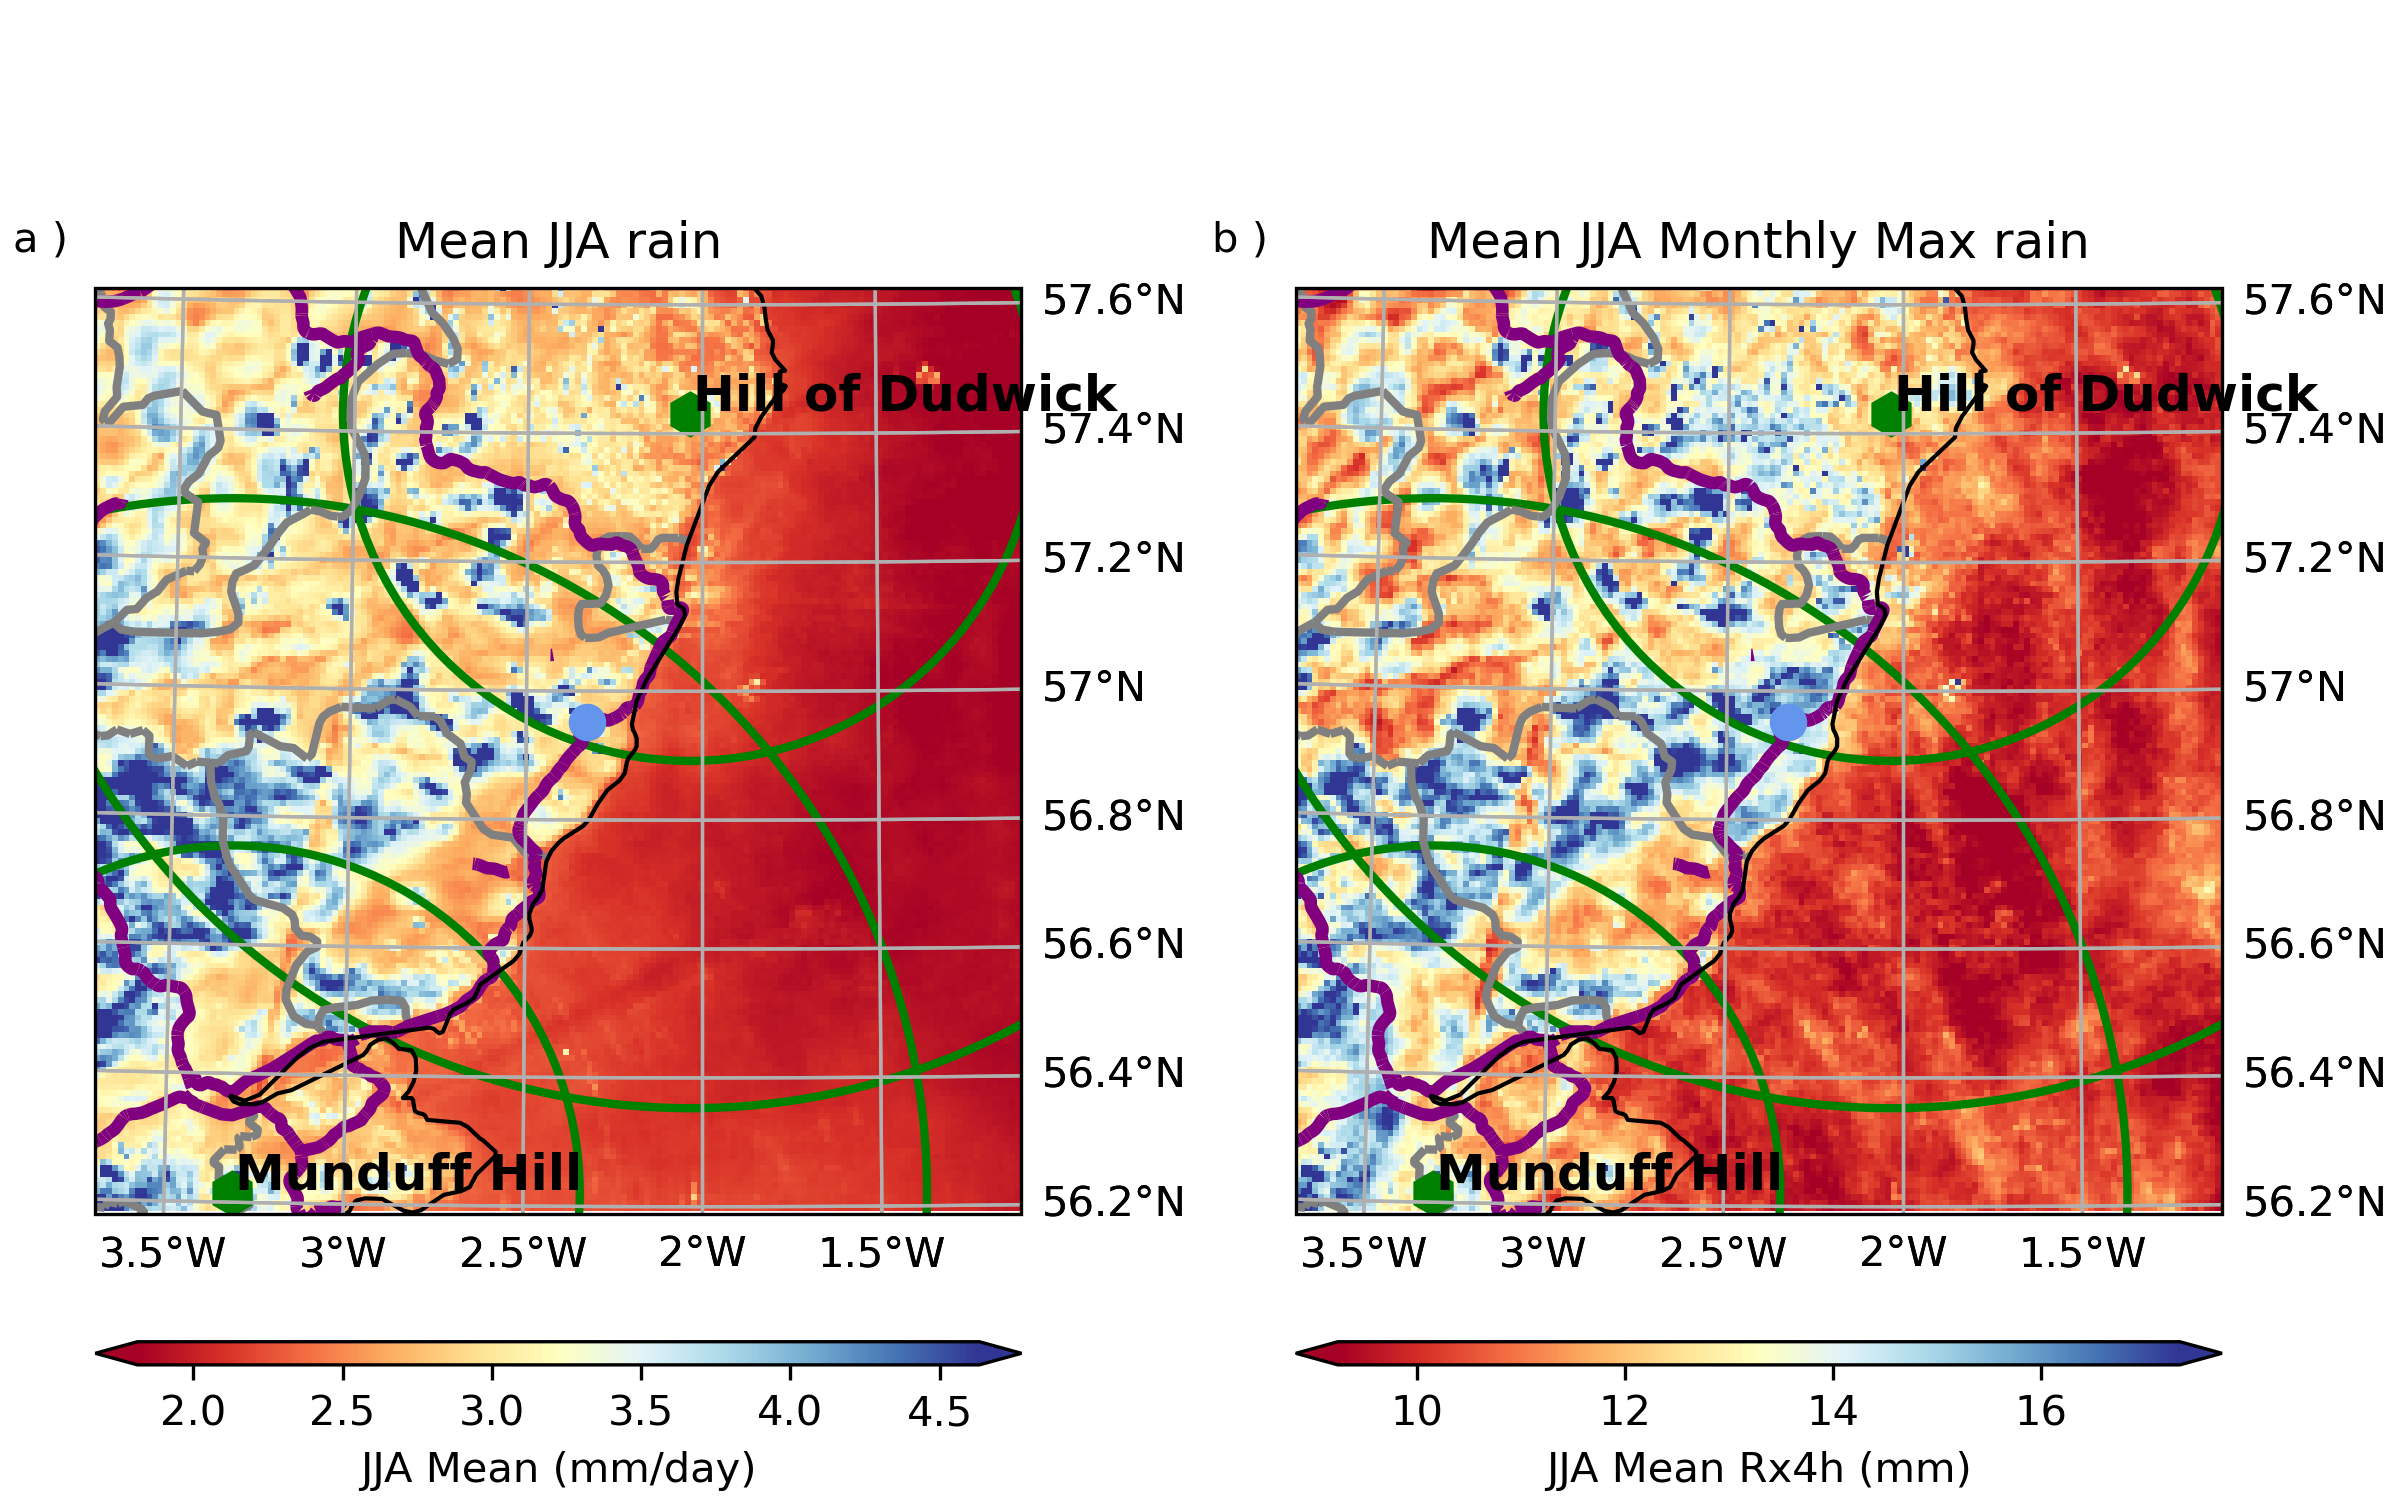 a )
Mean JJA rain
57.6°N
Hill of Dudwick
57.4°N
57.2°N
57°N
56.8°N
56.6°N
56.4°N
Munduff Hill
56.2°N
3.5°W 3°W 2.5°W 2°W 1.5°W
2.0 2.5 3.0 3.5 4.0 4.5
JJA Mean (mm/day)
b )
Mean JJA Monthly Max rain
57.6°N
Hill of Dudwick
57.4°N
57.2°N
57°N
56.8°N
56.6°N
56.4°N
Munduff Hill
56.2°N
3.5°W 3°W 2.5°W 2°W 1.5°W
10 12 14 16
JJA Mean Rx4h (mm)